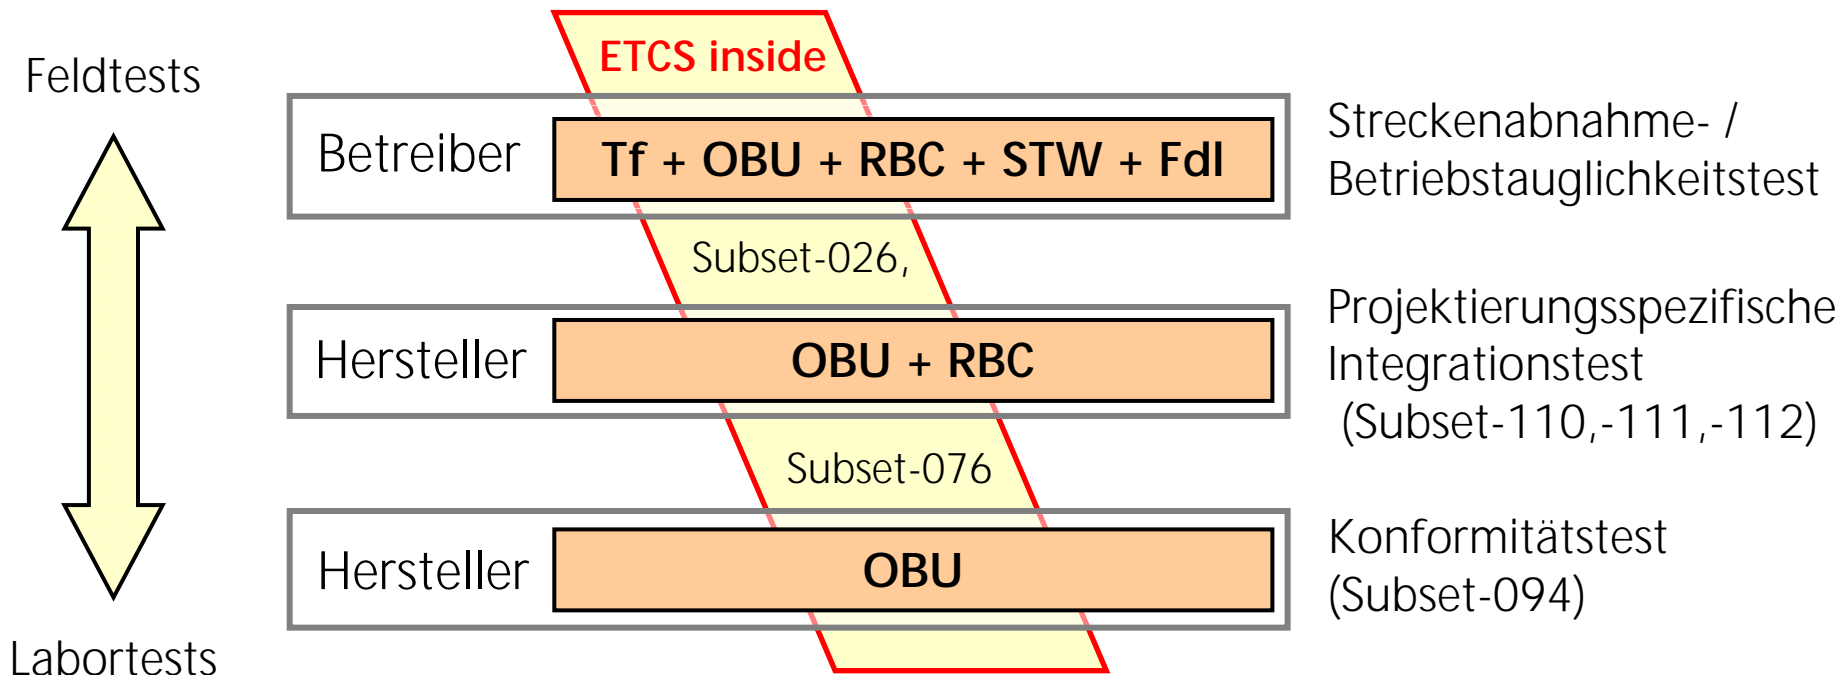 ETCS inside
Feldtests
Betreiber
Tf + OBU + RBC + STW + Fdl
Streckenabnahme- /
Betriebstauglichkeitstest
Subset-026,
Hersteller
OBU + RBC
Projektierungsspezifische
Integrationstest
(Subset-110,-111,-112)
Subset-076
Hersteller
OBU
Konformitätstest
(Subset-094)
Labortests